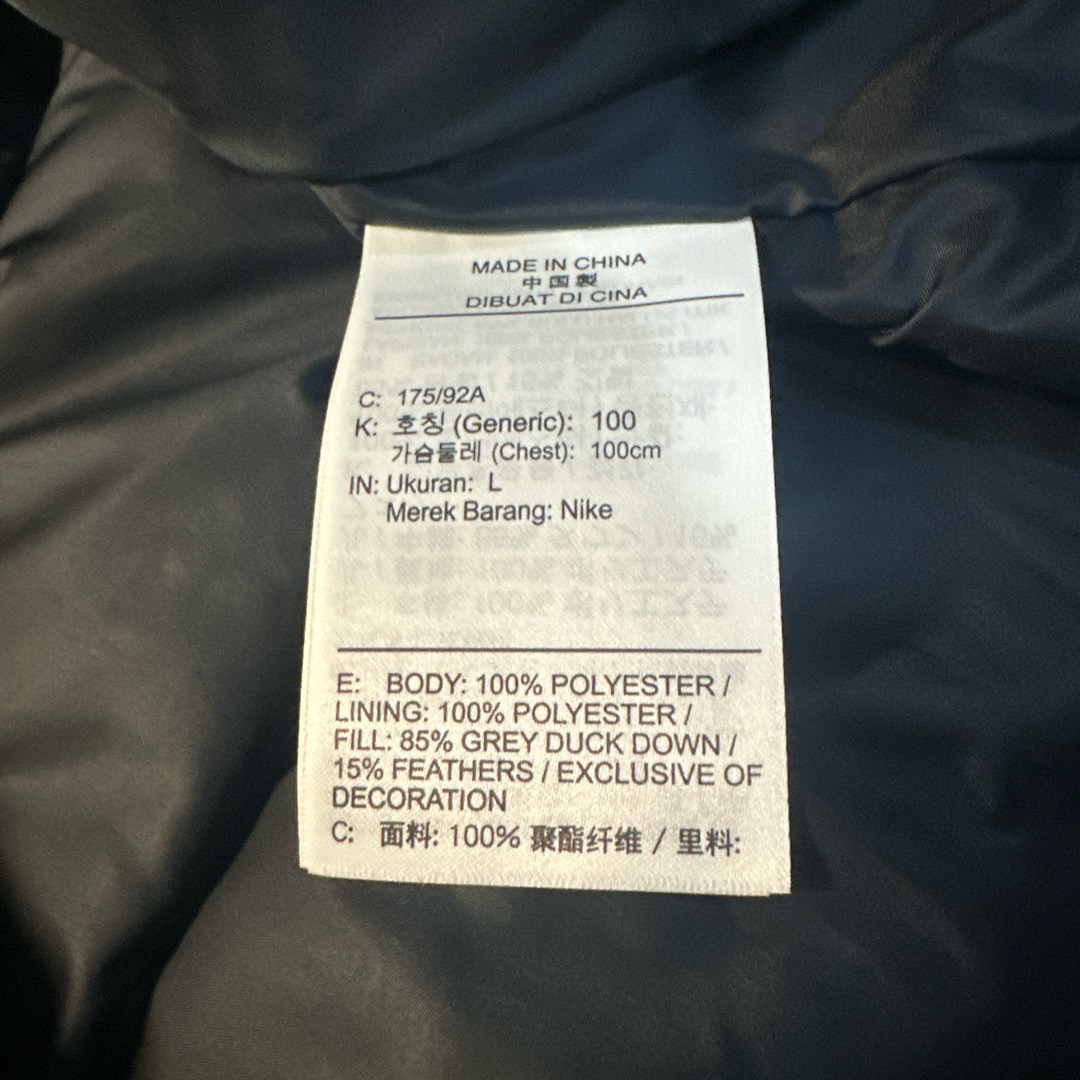 MADE IN CHINA
中国製
DIBUAT DI CINA
C: 175/92A
K: 호칭 (Generic): 100
가슴둘레 (Chest): 100cm
IN: Ukuran: L
Merek Barang: Nike
E: BODY: 100% POLYESTER /
LINING: 100% POLYESTER /
FILL: 85% GREY DUCK DOWN /
15% FEATHERS / EXCLUSIVE OF
DECORATION
C: 面料: 100% 聚酯纤维 / 里料: